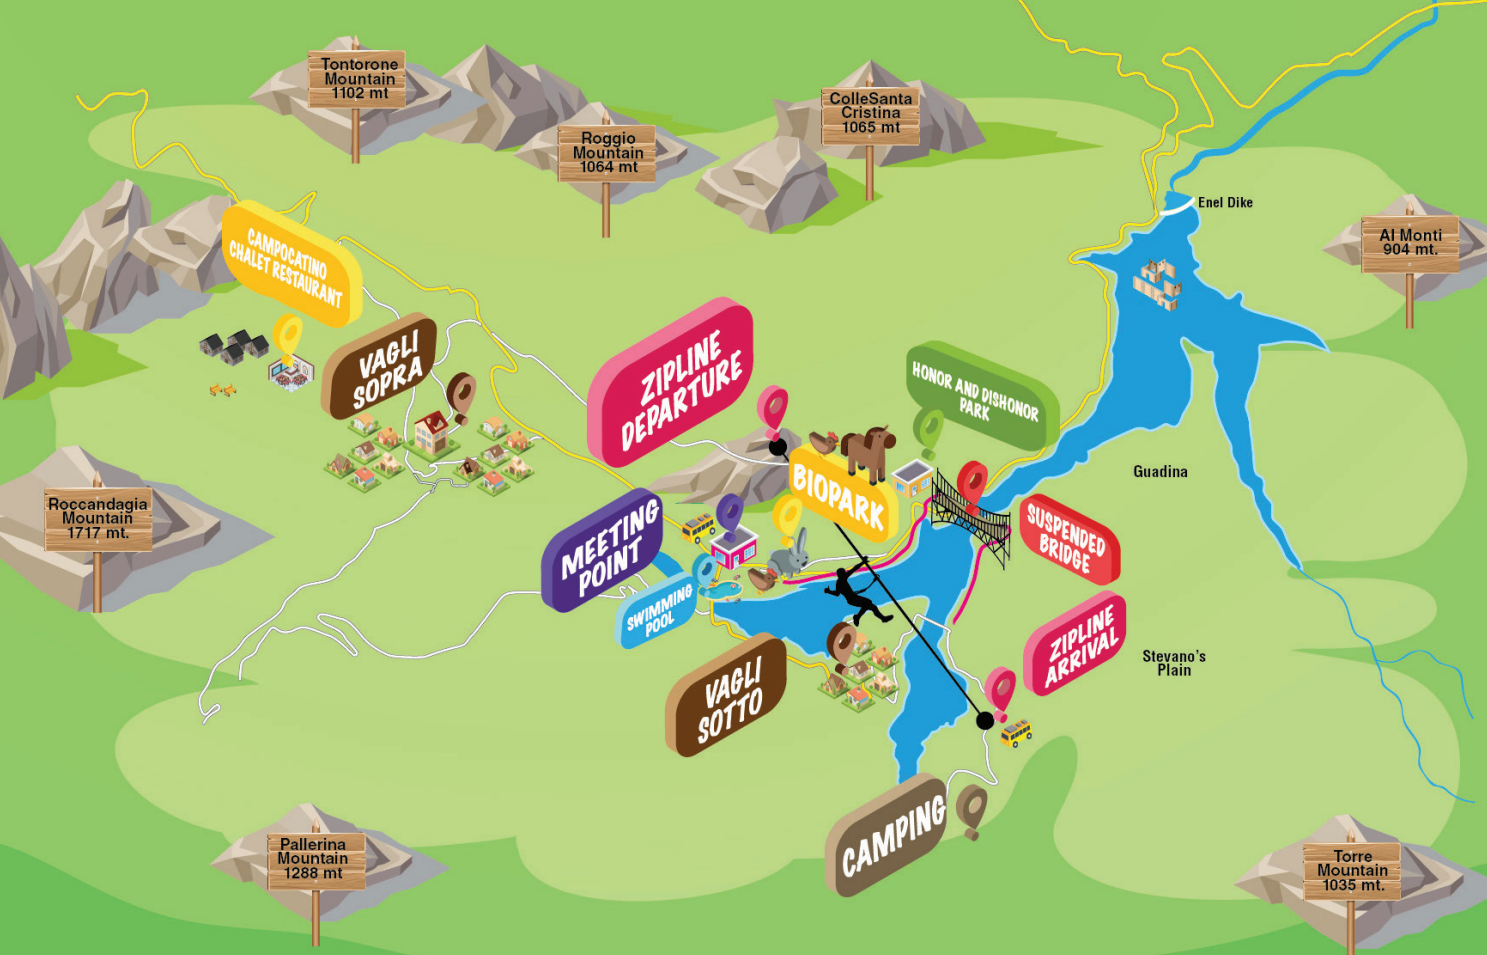 Tontorone
Mountain
1102 mt
Roggio
Mountain
1064 mt
ColleSanta
Cristina
1065 mt
Enel Dike
Al Monti
904 mt.
CAMPOCATINO
CHALET RESTAURANT
VAGLI
SOPRA
ZIPLINE
DEPARTURE
HONOR AND DISHONOR
PARK
BIOPARK
Guadina
Roccandagia
Mountain
1717 mt.
MEETING
POINT
SUSPENDED
BRIDGE
SWIMMING
POOL
ZIPLINE
ARRIVAL
Stevano's
Plain
VAGLI
SOTTO
CAMPING
Pallerina
Mountain
1288 mt
Torre
Mountain
1035 mt.